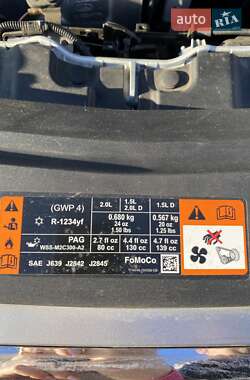 AUTO RIA
(GWP 4) 2.0L 1.5L 2.0L D 1.5L D
R-1234yf 0.680 kg 24 oz 1.50 lbs 0.567 kg 20 oz 1.25 lbs
PAG WSS-M2C300-A2 2.7 fl oz 80 cc 4.4 fl oz 130 cc 4.7 fl oz 139 cc
SAE J639 J2842 J2845 FoMoCo